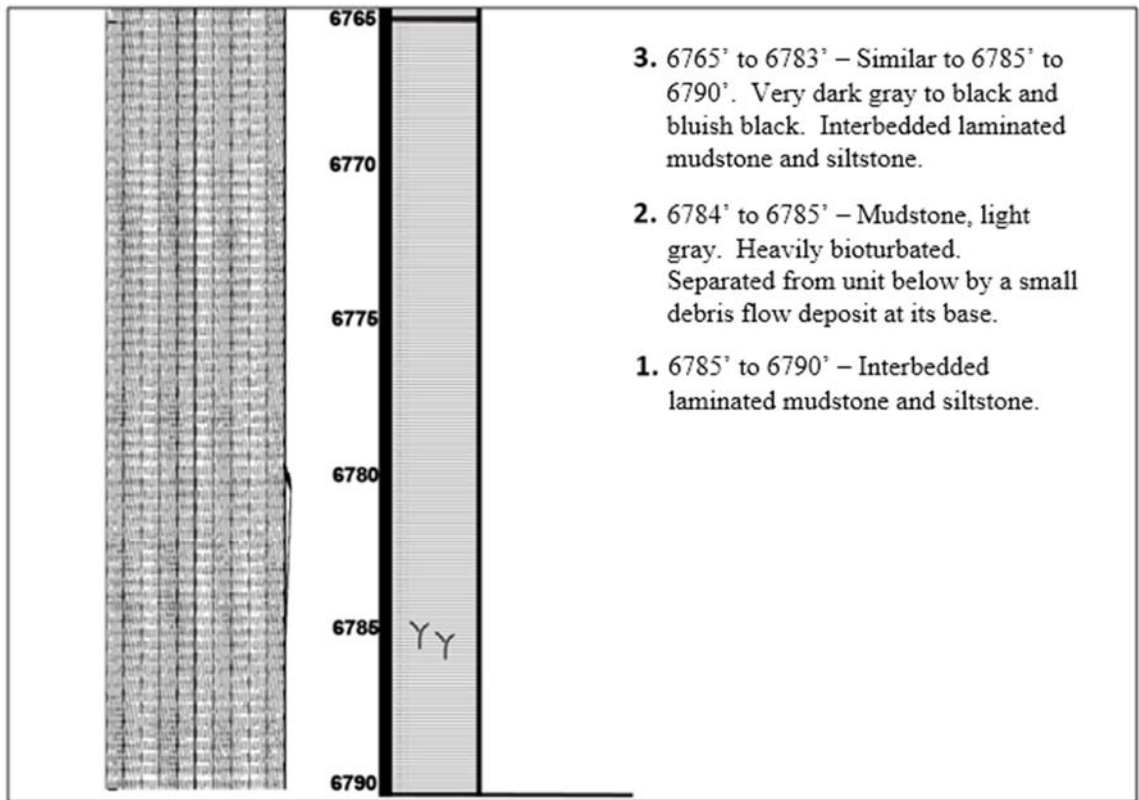 6765
6770
6775
6780
6785
6790
3. 6765’ to 6783’ – Similar to 6785’ to
6790’. Very dark gray to black and
bluish black. Interbedded laminated
mudstone and siltstone.
2. 6784’ to 6785’ – Mudstone, light
gray. Heavily bioturbated.
Separated from unit below by a small
debris flow deposit at its base.
1. 6785’ to 6790’ – Interbedded
laminated mudstone and siltstone.